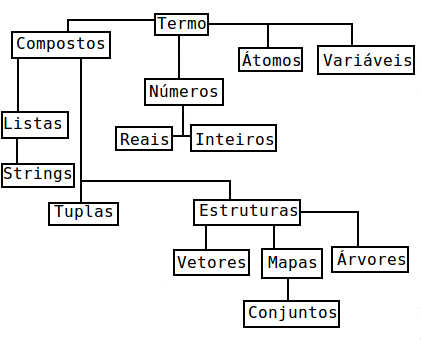 Termo
Compostos
Átomos
Variáveis
Números
Listas
Reais
Inteiros
Strings
Tuplas
Estruturas
Vetores
Mapas
Árvores
Conjuntos